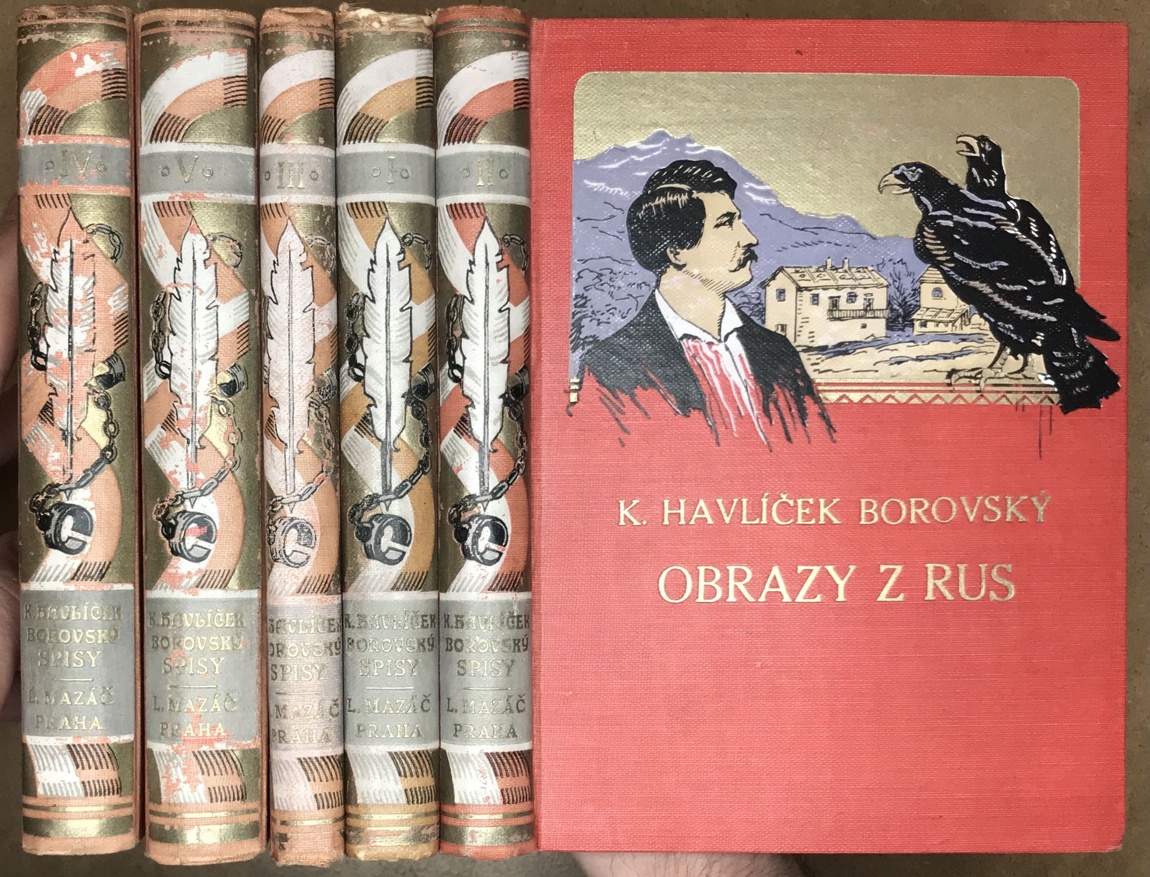 IV
K. HAVLÍČEK
BOROVSKÝ
SPISY
L. MAZÁČ
PRAHA
V
K. HAVLÍČEK
BOROVSKÝ
SPISY
L. MAZÁČ
PRAHA
III
HAVLÍČEK
BOROVSKÝ
SPISY
MAZÁČ
PRAHA
I
K. HAVLÍČEK
BOROVSKÝ
SPISY
L. MAZÁČ
PRAHA
II
K. HAVLÍČEK
BOROVSKÝ
SPISY
L. MAZÁČ
PRAHA
K. HAVLÍČEK BOROVSKÝ
OBRAZY Z RUS